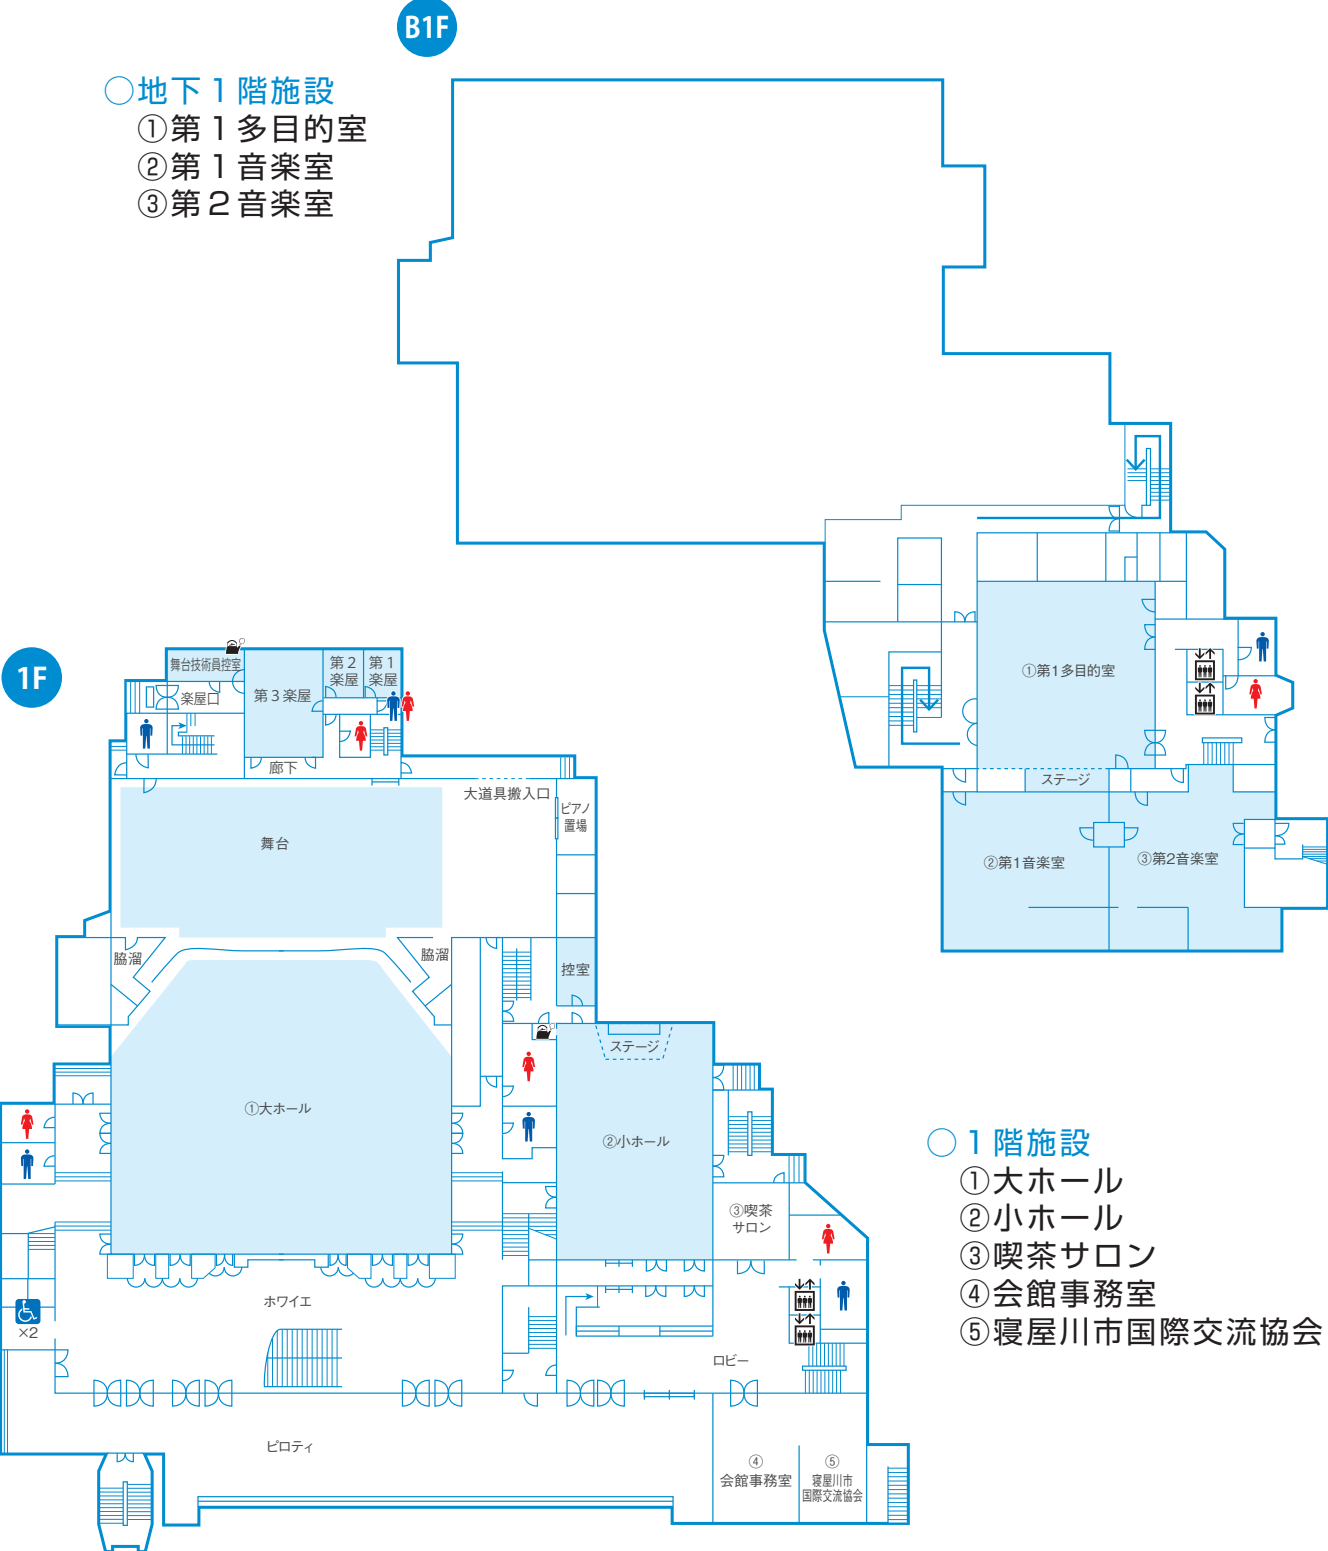 B1F
○地下１階施設
①第１多目的室
②第１音楽室
③第２音楽室
①第1多目的室
ステージ
②第1音楽室
③第2音楽室
1F
舞台技術員控室
楽屋口
第３楽屋
第２
楽屋
第１
楽屋
廊下
大道具搬入口
ピアノ
置場
舞台
脇溜
脇溜
控室
ステージ
①大ホール
②小ホール
③喫茶
サロン
ホワイエ
×2
ロビー
ピロティ
④
会館事務室
⑤
寝屋川市
国際交流協会
○１階施設
①大ホール
②小ホール
③喫茶サロン
④会館事務室
⑤寝屋川市国際交流協会